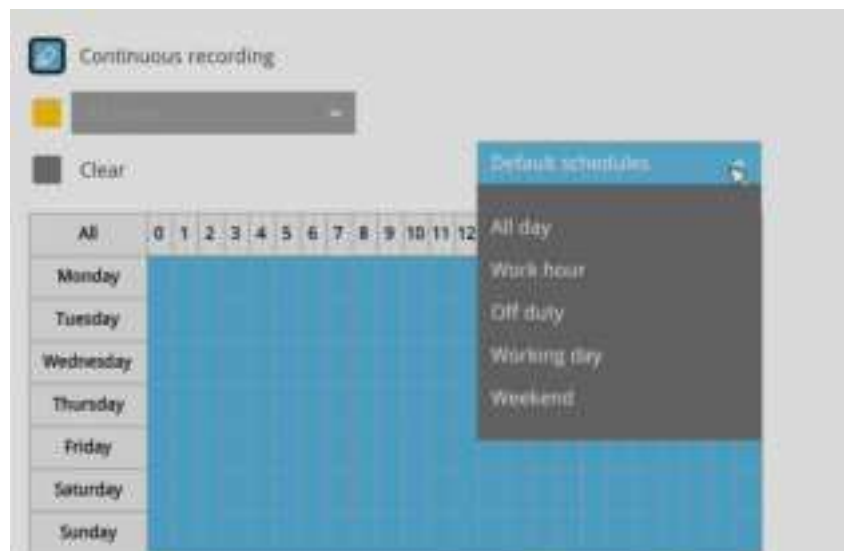 Continuous recording
Clear
Default schedules
All day
Work hour
Off duty
Working day
Weekend
All 0 1 2 3 4 5 6 7 8 9 10 11 12
Monday
Tuesday
Wednesday
Thursday
Friday
Saturday
Sunday